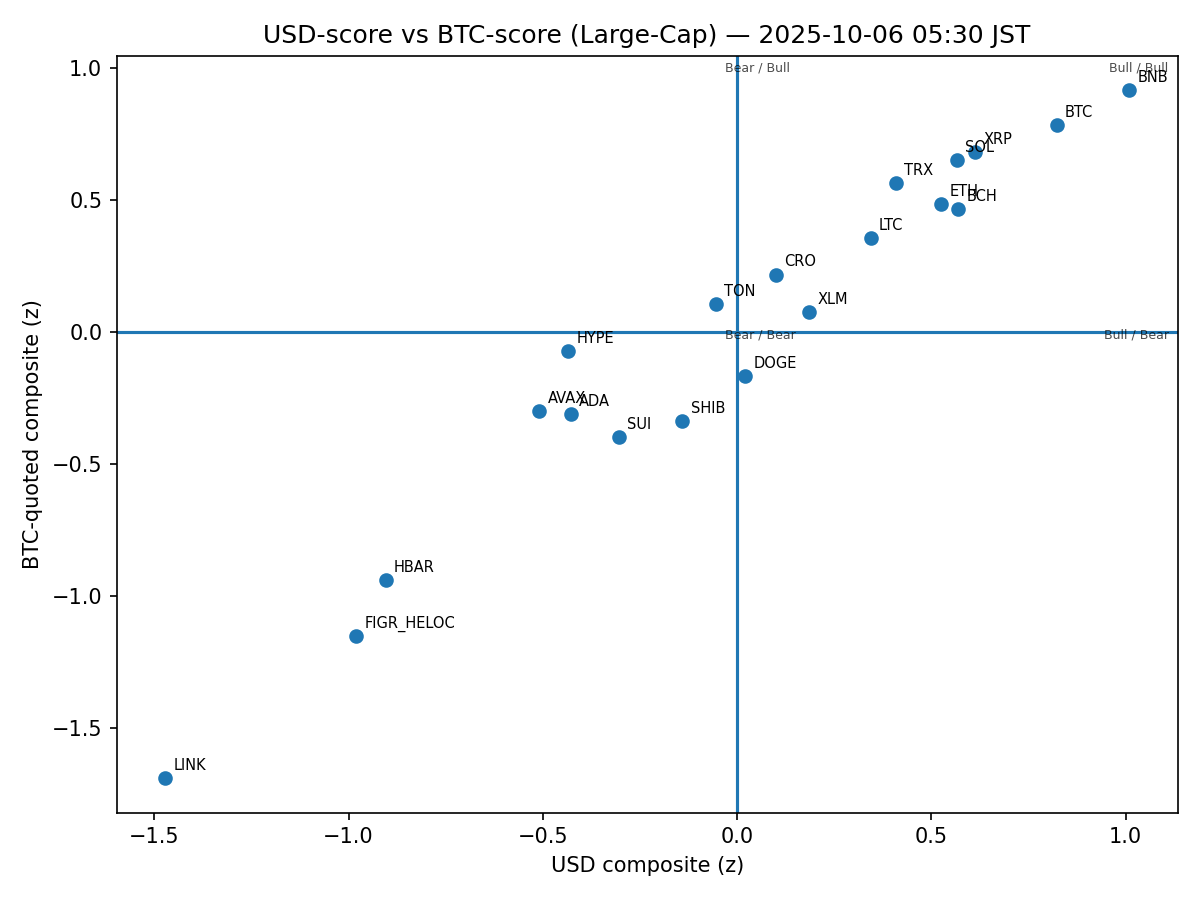 USD-score vs BTC-score (Large-Cap) — 2025-10-06 05:30 JST
1.0
Bear / Bull
Bull / Bull
BNB
BTC
XRP
SOL
TRX
0.5
ETH
BCH
LTC
CRO
TON
XLM
0.0
Bear / Bear
Bull / Bear
HYPE
DOGE
AVAX
ADA
SHIB
SUI
−0.5
HBAR
−1.0
FIGR_HELOC
−1.5
LINK
−1.5
−1.0
−0.5
0.0
0.5
1.0
USD composite (z)
BTC-quoted composite (z)